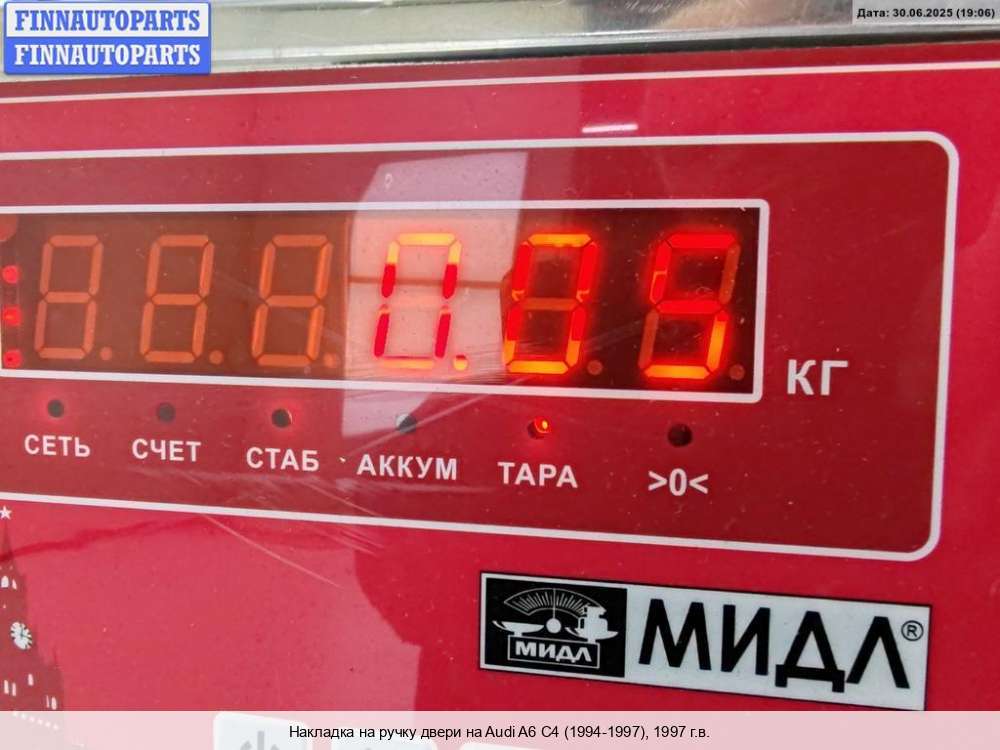 FINNAUTOPARTS
FINNAUTOPARTS
Дата: 30.06.2025 (19:06)
0.05
КГ
СЕТЬ СЧЕТ СТАБ АККУМ ТАРА >0<
МИДЛ МИДЛ®
Накладка на ручку двери на Audi A6 C4 (1994-1997), 1997 г.в.